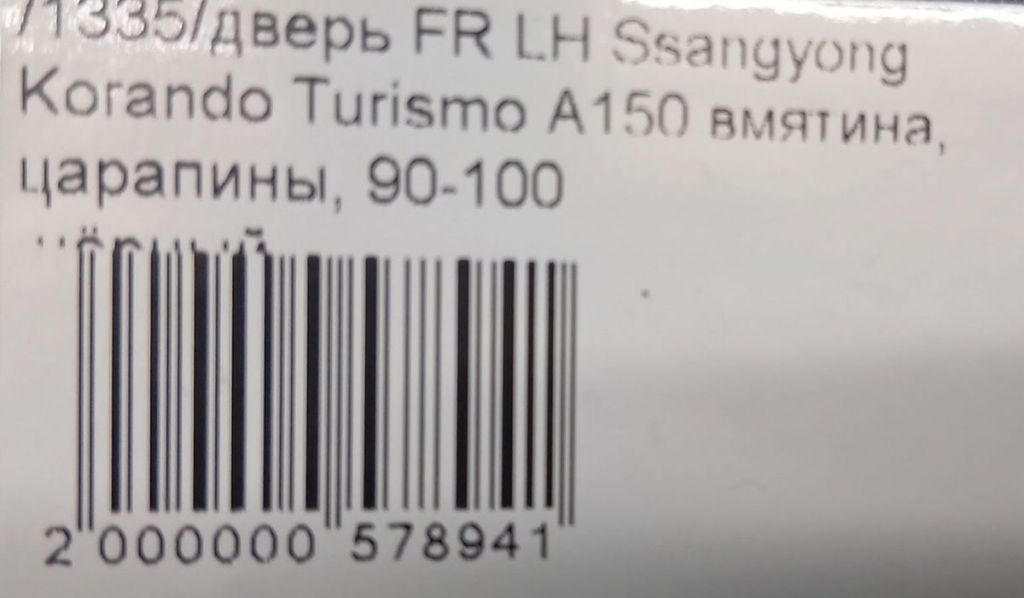 /1335/дверь FR LH Ssangyong
Korando Turismo A150 вмятина,
царапины, 90-100
2 000000 578941